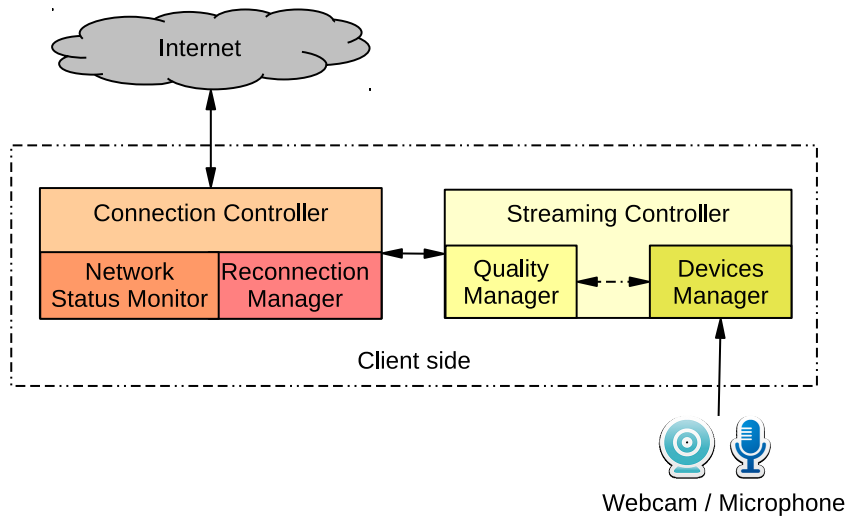 Internet
Connection Controller
Network
Status Monitor
Reconnection
Manager
Streaming Controller
Quality
Manager
Devices
Manager
Client side
Webcam / Microphone